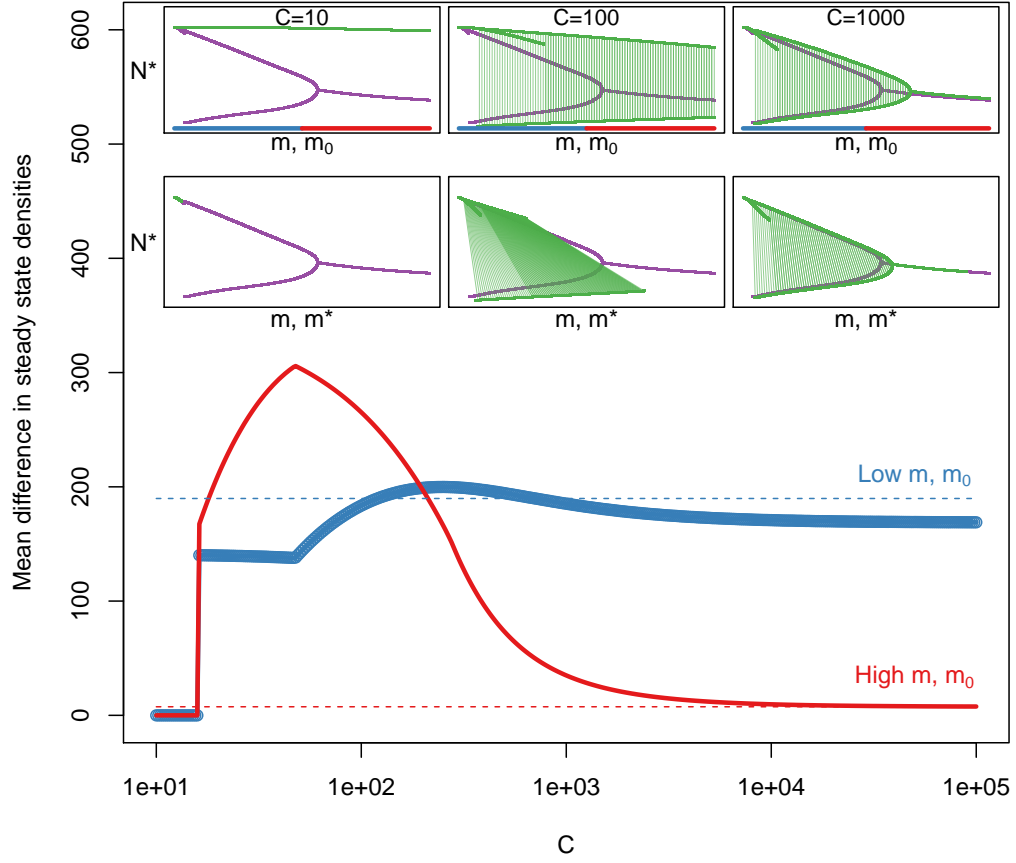 C=10
C=100
C=1000
N*
m, m₀
m, m₀
m, m₀
N*
m, m*
m, m*
m, m*
Mean difference in steady state densities
600
500
400
300
200
100
0
Low m, m₀
High m, m₀
1e+01
1e+02
1e+03
1e+04
1e+05
C